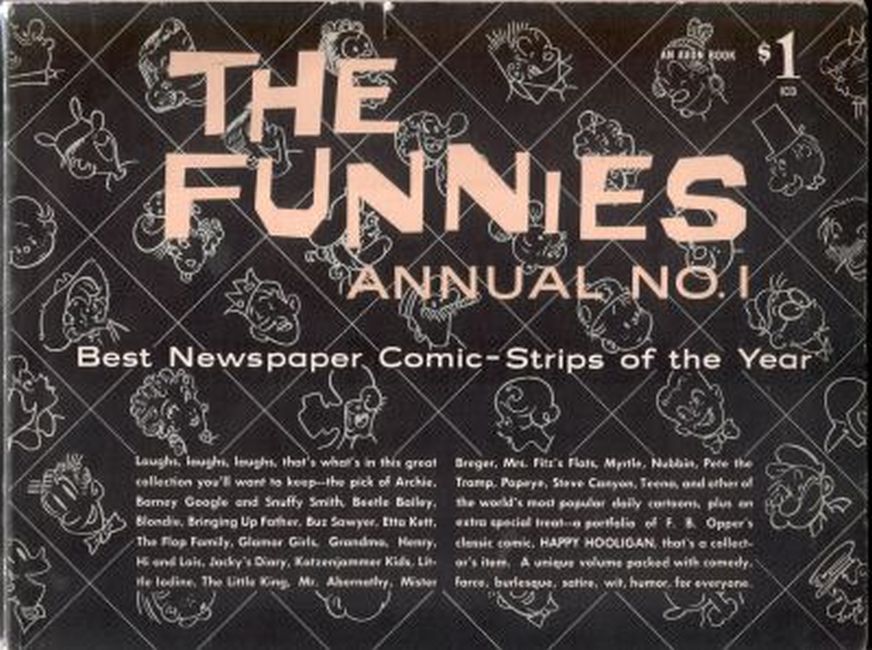 THE
AN AVON BOOK
$1
FUNNIES
ANNUAL NO. 1
Best Newspaper Comic-Strips of the Year
Laughs, laughs, laughs, that's what's in this great
collection you'll want to keep—the pick of Archie,
Barney Google and Snuffy Smith, Beetle Bailey,
Blondie, Bringing Up Father, Buz Sawyer, Etta Kett,
The Flop Family, Glamor Girls, Grandma, Henry,
Hi and Lois, Jacky's Diary, Katzenjammer Kids, Lit-
tle Iodine, The Little King, Mr. Abernathy, Mister
Breger, Mrs. Fitz's Flats, Myrtle, Nubbin, Pete the
Tramp, Popeye, Steve Canyon, Teena, and other of
the world's most popular daily cartoons, plus an
extra special treat—a portfolio of F. B. Opper's
classic comic, HAPPY HOOLIGAN, that's a collect-
or's item. A unique volume packed with comedy,
farce, burlesque, satire, wit, humor, for everyone.